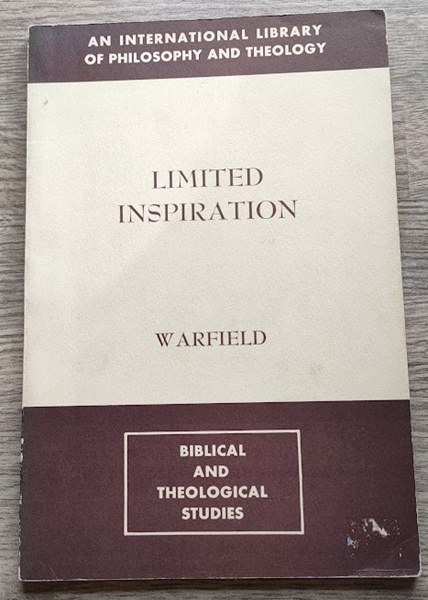 AN INTERNATIONAL LIBRARY
OF PHILOSOPHY AND THEOLOGY
LIMITED
INSPIRATION
WARFIELD
BIBLICAL
AND
THEOLOGICAL
STUDIES